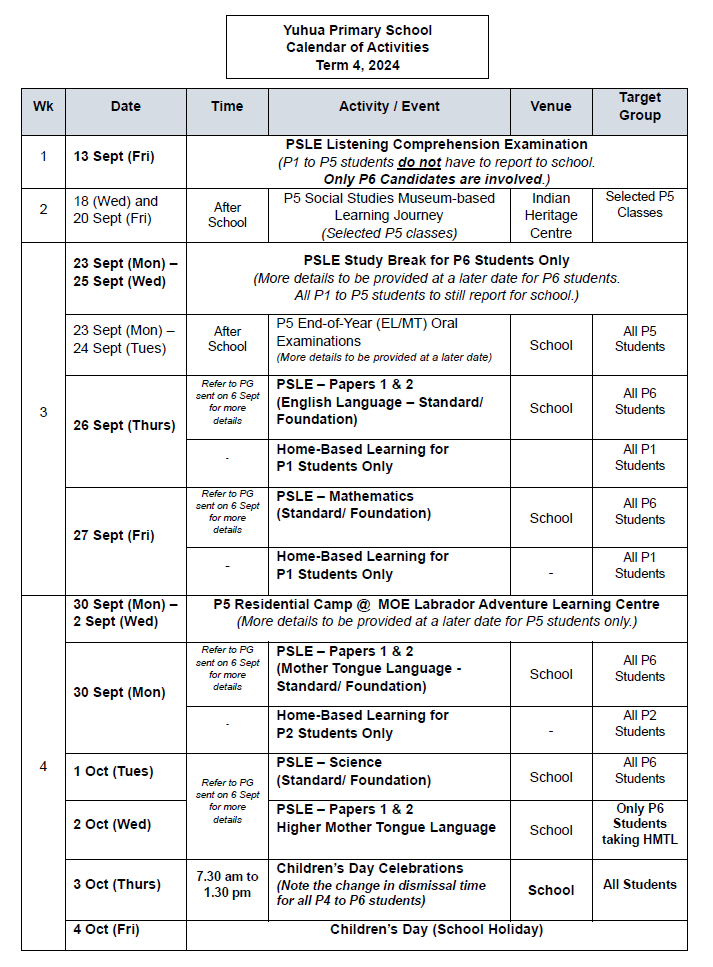 Yuhua Primary School
Calendar of Activities
Term 4, 2024
Wk
Date
Time
Activity / Event
Venue
Target
Group
1
13 Sept (Fri)
PSLE Listening Comprehension Examination
(P1 to P5 students do not have to report to school.
Only P6 Candidates are involved.)
2
18 (Wed) and
20 Sept (Fri)
After
School
P5 Social Studies Museum-based
Learning Journey
(Selected P5 classes)
Indian
Heritage
Centre
Selected P5
Classes
3
23 Sept (Mon) –
25 Sept (Wed)
PSLE Study Break for P6 Students Only
(More details to be provided at a later date for P6 students.
All P1 to P5 students to still report for school.)
23 Sept (Mon) –
24 Sept (Tues)
After
School
P5 End-of-Year (EL/MT) Oral
Examinations
(More details to be provided at a later date)
School
All P5
Students
26 Sept (Thurs)
Refer to PG
sent on 6 Sept
for more
details
PSLE – Papers 1 & 2
(English Language – Standard/
Foundation)
School
All P6
Students
-
Home-Based Learning for
P1 Students Only
All P1
Students
27 Sept (Fri)
Refer to PG
sent on 6 Sept
for more
details
PSLE – Mathematics
(Standard/ Foundation)
School
All P6
Students
-
Home-Based Learning for
P1 Students Only
-
All P1
Students
4
30 Sept (Mon) –
2 Sept (Wed)
P5 Residential Camp @ MOE Labrador Adventure Learning Centre
(More details to be provided at a later date for P5 students only.)
30 Sept (Mon)
Refer to PG
sent on 6 Sept
for more
details
PSLE – Papers 1 & 2
(Mother Tongue Language -
Standard/ Foundation)
School
All P6
Students
-
Home-Based Learning for
P2 Students Only
-
All P2
Students
1 Oct (Tues)
Refer to PG
sent on 6 Sept
for more
details
PSLE – Science
(Standard/ Foundation)
School
All P6
Students
2 Oct (Wed)
PSLE – Papers 1 & 2
Higher Mother Tongue Language
School
Only P6
Students
taking HMTL
3 Oct (Thurs)
7.30 am to
1.30 pm
Children's Day Celebrations
(Note the change in dismissal time
for all P4 to P6 students)
School
All Students
4 Oct (Fri)
Children's Day (School Holiday)